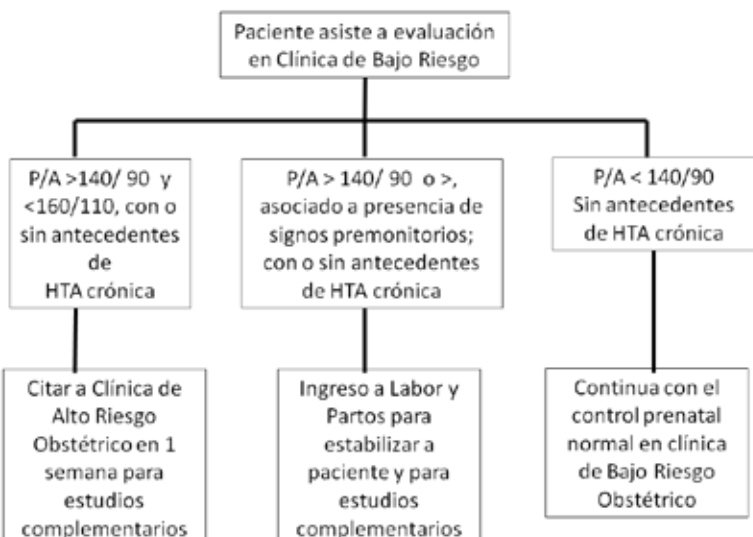 Paciente asiste a evaluación
en Clínica de Bajo Riesgo
P/A >140/ 90 y
<160/110, con o
sin antecedentes
de
HTA crónica
P/A > 140/ 90 o >,
asociado a presencia de
signos premonitorios;
con o sin antecedentes
de HTA crónica
P/A < 140/90
Sin antecedentes
de HTA crónica
Citar a Clínica de
Alto Riesgo
Obstétrico en 1
semana para
estudios
complementarios
Ingreso a Labor y
Partos para
estabilizar a
paciente y para
estudios
complementarios
Continua con el
control prenatal
normal en clínica
de Bajo Riesgo
Obstétrico